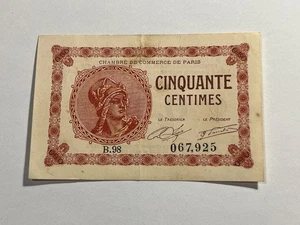 CHAMBRE DE COMMERCE DE PARIS
CINQUANTE
CENTIMES
LE TRÉSORIER LE PRÉSIDENT
B.98 067,925